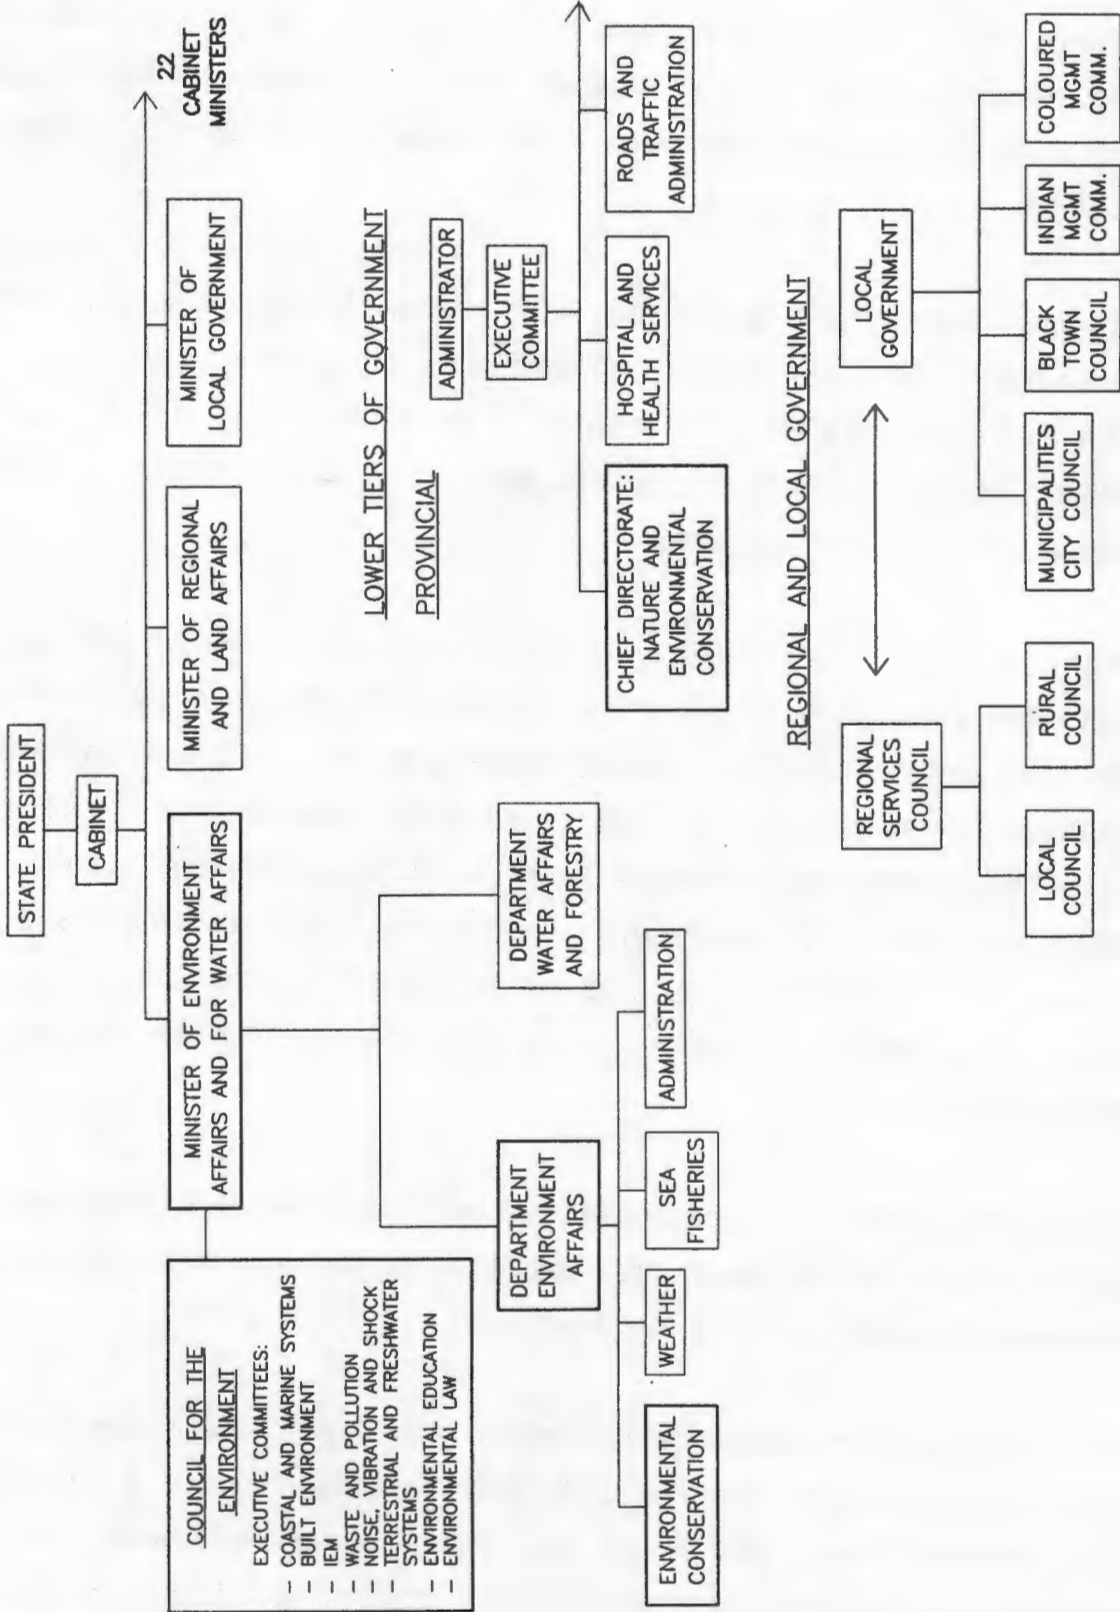 STATE PRESIDENT
CABINET
22
CABINET
MINISTERS
MINISTER OF ENVIRONMENT
AFFAIRS AND FOR WATER AFFAIRS
MINISTER OF REGIONAL
AND LAND AFFAIRS
MINISTER OF
LOCAL GOVERNMENT
COUNCIL FOR THE
ENVIRONMENT
EXECUTIVE COMMITTEES:
– COASTAL AND MARINE SYSTEMS
– BUILT ENVIRONMENT
– IEM
– WASTE AND POLLUTION
– NOISE, VIBRATION AND SHOCK
– TERRESTRIAL AND FRESHWATER
SYSTEMS
– ENVIRONMENTAL EDUCATION
– ENVIRONMENTAL LAW
DEPARTMENT
ENVIRONMENT
AFFAIRS
DEPARTMENT
WATER AFFAIRS
AND FORESTRY
ENVIRONMENTAL
CONSERVATION
WEATHER
SEA
FISHERIES
ADMINISTRATION
LOWER TIERS OF GOVERNMENT
PROVINCIAL
ADMINISTRATOR
EXECUTIVE
COMMITTEE
CHIEF DIRECTORATE:
NATURE AND
ENVIRONMENTAL
CONSERVATION
HOSPITAL AND
HEALTH SERVICES
ROADS AND
TRAFFIC
ADMINISTRATION
REGIONAL AND LOCAL GOVERNMENT
REGIONAL
SERVICES
COUNCIL
LOCAL
GOVERNMENT
LOCAL
COUNCIL
RURAL
COUNCIL
MUNICIPALITIES
CITY COUNCIL
BLACK
TOWN
COUNCIL
INDIAN
MGMT
COMM.
COLOURED
MGMT
COMM.